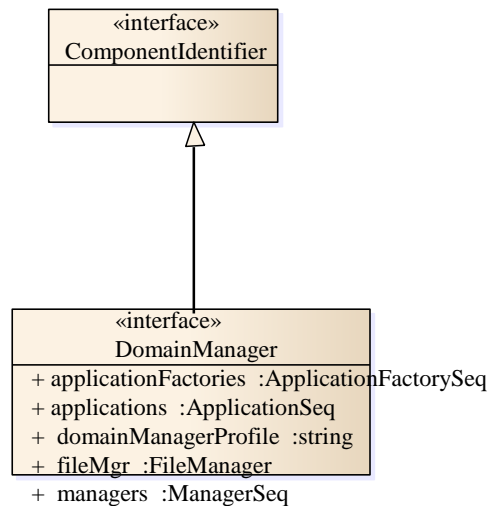 «interface»
ComponentIdentifier
«interface»
DomainManager
+ applicationFactories :ApplicationFactorySeq
+ applications :ApplicationSeq
+ domainManagerProfile :string
+ fileMgr :FileManager
+ managers :ManagerSeq